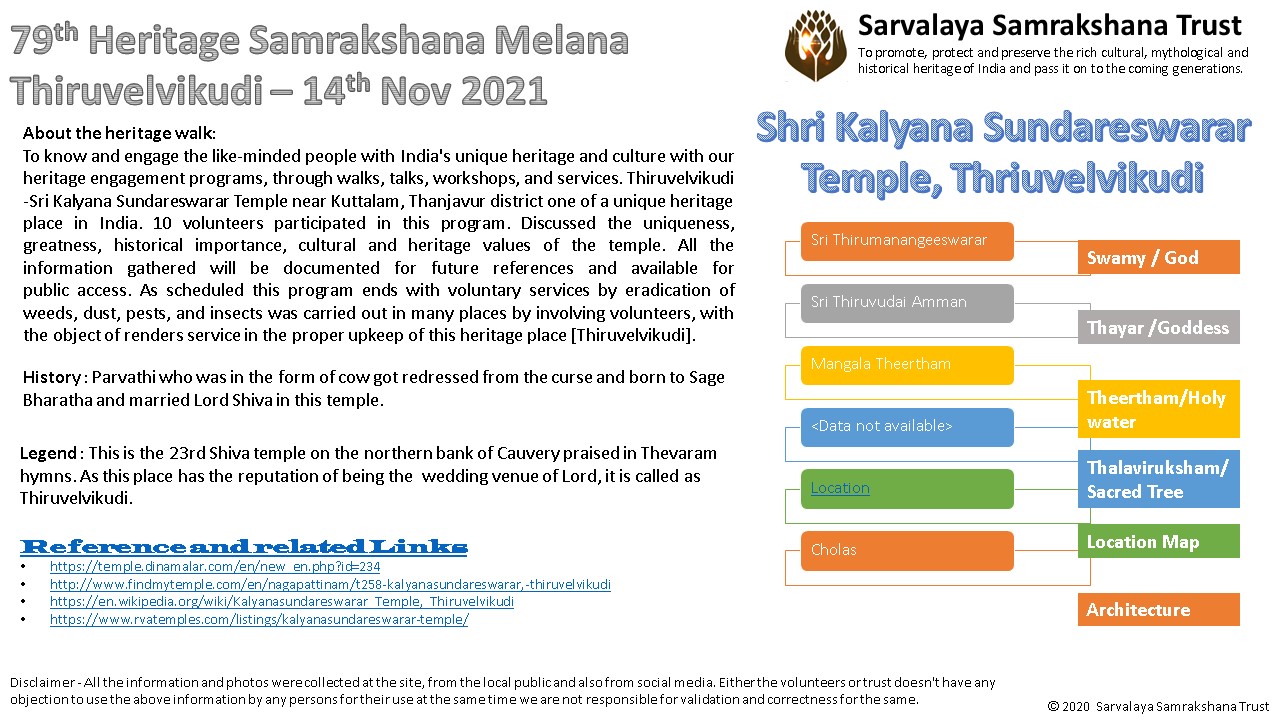 79th Heritage Samrakshana Melana
Thiruvelvikudi – 14th Nov 2021
Sarvalaya Samrakshana Trust
To promote, protect and preserve the rich cultural, mythological and
historical heritage of India and pass it on to the coming generations.
About the heritage walk:
To know and engage the like-minded people with India's unique heritage and culture with our
heritage engagement programs, through walks, talks, workshops, and services. Thiruvelvikudi
-Sri Kalyana Sundareswarar Temple near Kuttalam, Thanjavur district one of a unique heritage
place in India. 10 volunteers participated in this program. Discussed the uniqueness,
greatness, historical importance, cultural and heritage values of the temple. All the
information gathered will be documented for future references and available for
public access. As scheduled this program ends with voluntary services by eradication of
weeds, dust, pests, and insects was carried out in many places by involving volunteers, with
the object of renders service in the proper upkeep of this heritage place [Thiruvelvikudi].
History : Parvathi who was in the form of cow got redressed from the curse and born to Sage
Bharatha and married Lord Shiva in this temple.
Legend : This is the 23rd Shiva temple on the northern bank of Cauvery praised in Thevaram
hymns. As this place has the reputation of being the wedding venue of Lord, it is called as
Thiruvelvikudi.
Reference and related Links
• https://temple.dinamalar.com/en/new_en.php?id=234
• http://www.findmytemple.com/en/nagapattinam/t258-kalyanasundareswarar,-thiruvelvikudi
• https://en.wikipedia.org/wiki/Kalyanasundareswarar_Temple,_Thiruvelvikudi
• https://www.rvatemples.com/listings/kalyanasundareswarar-temple/
Shri Kalyana Sundareswarar
Temple, Thriuvelvikudi
Sri Thirumanangeeswarar
Swamy / God
Sri Thiruvudai Amman
Thayar /Goddess
Mangala Theertham
Theertham/Holy
water
<Data not available>
Thalaviruksham/
Sacred Tree
Location
Location Map
Cholas
Architecture
Disclaimer - All the information and photos were collected at the site, from the local public and also from social media. Either the volunteers or trust doesn't have any
objection to use the above information by any persons for their use at the same time we are not responsible for validation and correctness for the same.
© 2020 Sarvalaya Samrakshana Trust